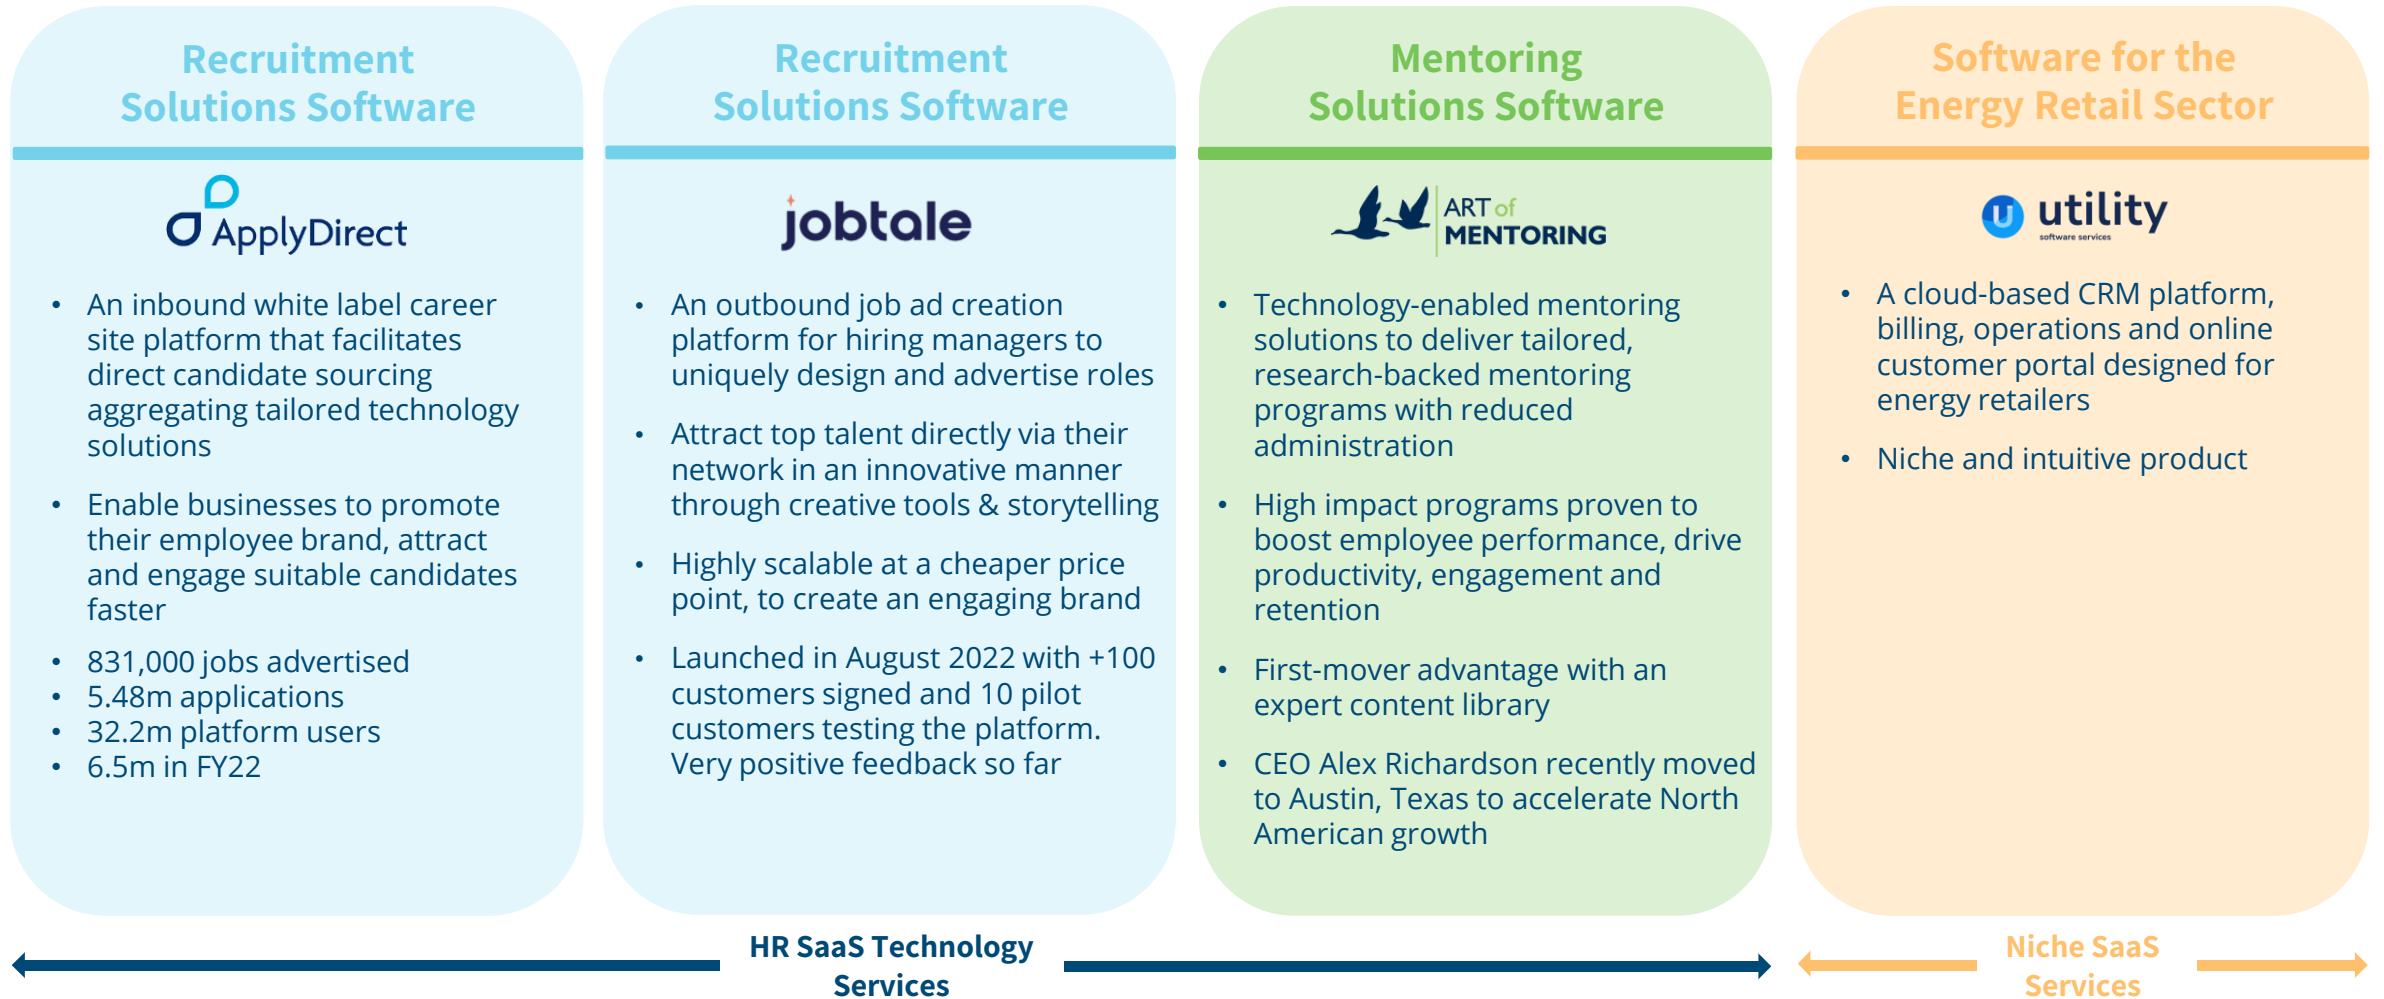 Recruitment
Solutions Software
ApplyDirect
• An inbound white label career
site platform that facilitates
direct candidate sourcing
aggregating tailored technology
solutions
• Enable businesses to promote
their employee brand, attract
and engage suitable candidates
faster
• 831,000 jobs advertised
• 5.48m applications
• 32.2m platform users
• 6.5m in FY22
Recruitment
Solutions Software
jobtale
• An outbound job ad creation
platform for hiring managers to
uniquely design and advertise roles
• Attract top talent directly via their
network in an innovative manner
through creative tools & storytelling
• Highly scalable at a cheaper price
point, to create an engaging brand
• Launched in August 2022 with +100
customers signed and 10 pilot
customers testing the platform.
Very positive feedback so far
Mentoring
Solutions Software
ART of
MENTORING
• Technology-enabled mentoring
solutions to deliver tailored,
research-backed mentoring
programs with reduced
administration
• High impact programs proven to
boost employee performance, drive
productivity, engagement and
retention
• First-mover advantage with an
expert content library
• CEO Alex Richardson recently moved
to Austin, Texas to accelerate North
American growth
Software for the
Energy Retail Sector
utility
software services
• A cloud-based CRM platform,
billing, operations and online
customer portal designed for
energy retailers
• Niche and intuitive product
HR SaaS Technology
Services
Niche SaaS
Services